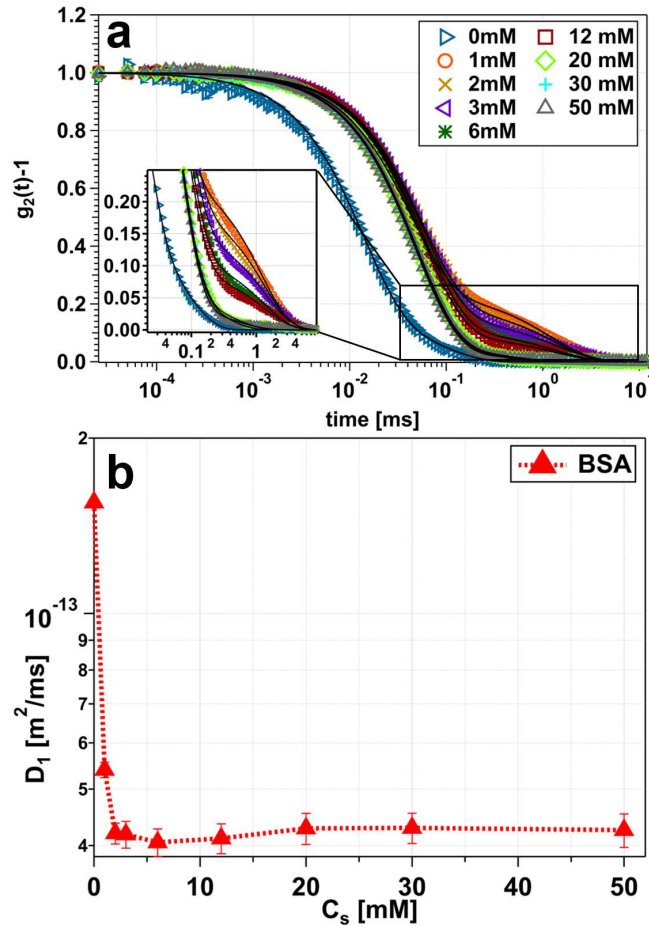 a
0mM
12 mM
1mM
20 mM
2mM
30 mM
3mM
50 mM
6mM
1.0
0.8
0.6
0.4
0.2
0.0
g₂(t)-1
0.20
0.15
0.10
0.05
0.00
4 2 4 2 4
0.1 1
10⁻⁴ 10⁻³ 10⁻² 10⁻¹ 10⁰ 10¹
time [ms]
b
BSA
2
10⁻¹³
9
8
7
6
5
4
D₁ [m²/ms]
0 10 20 30 40 50
Cₛ [mM]